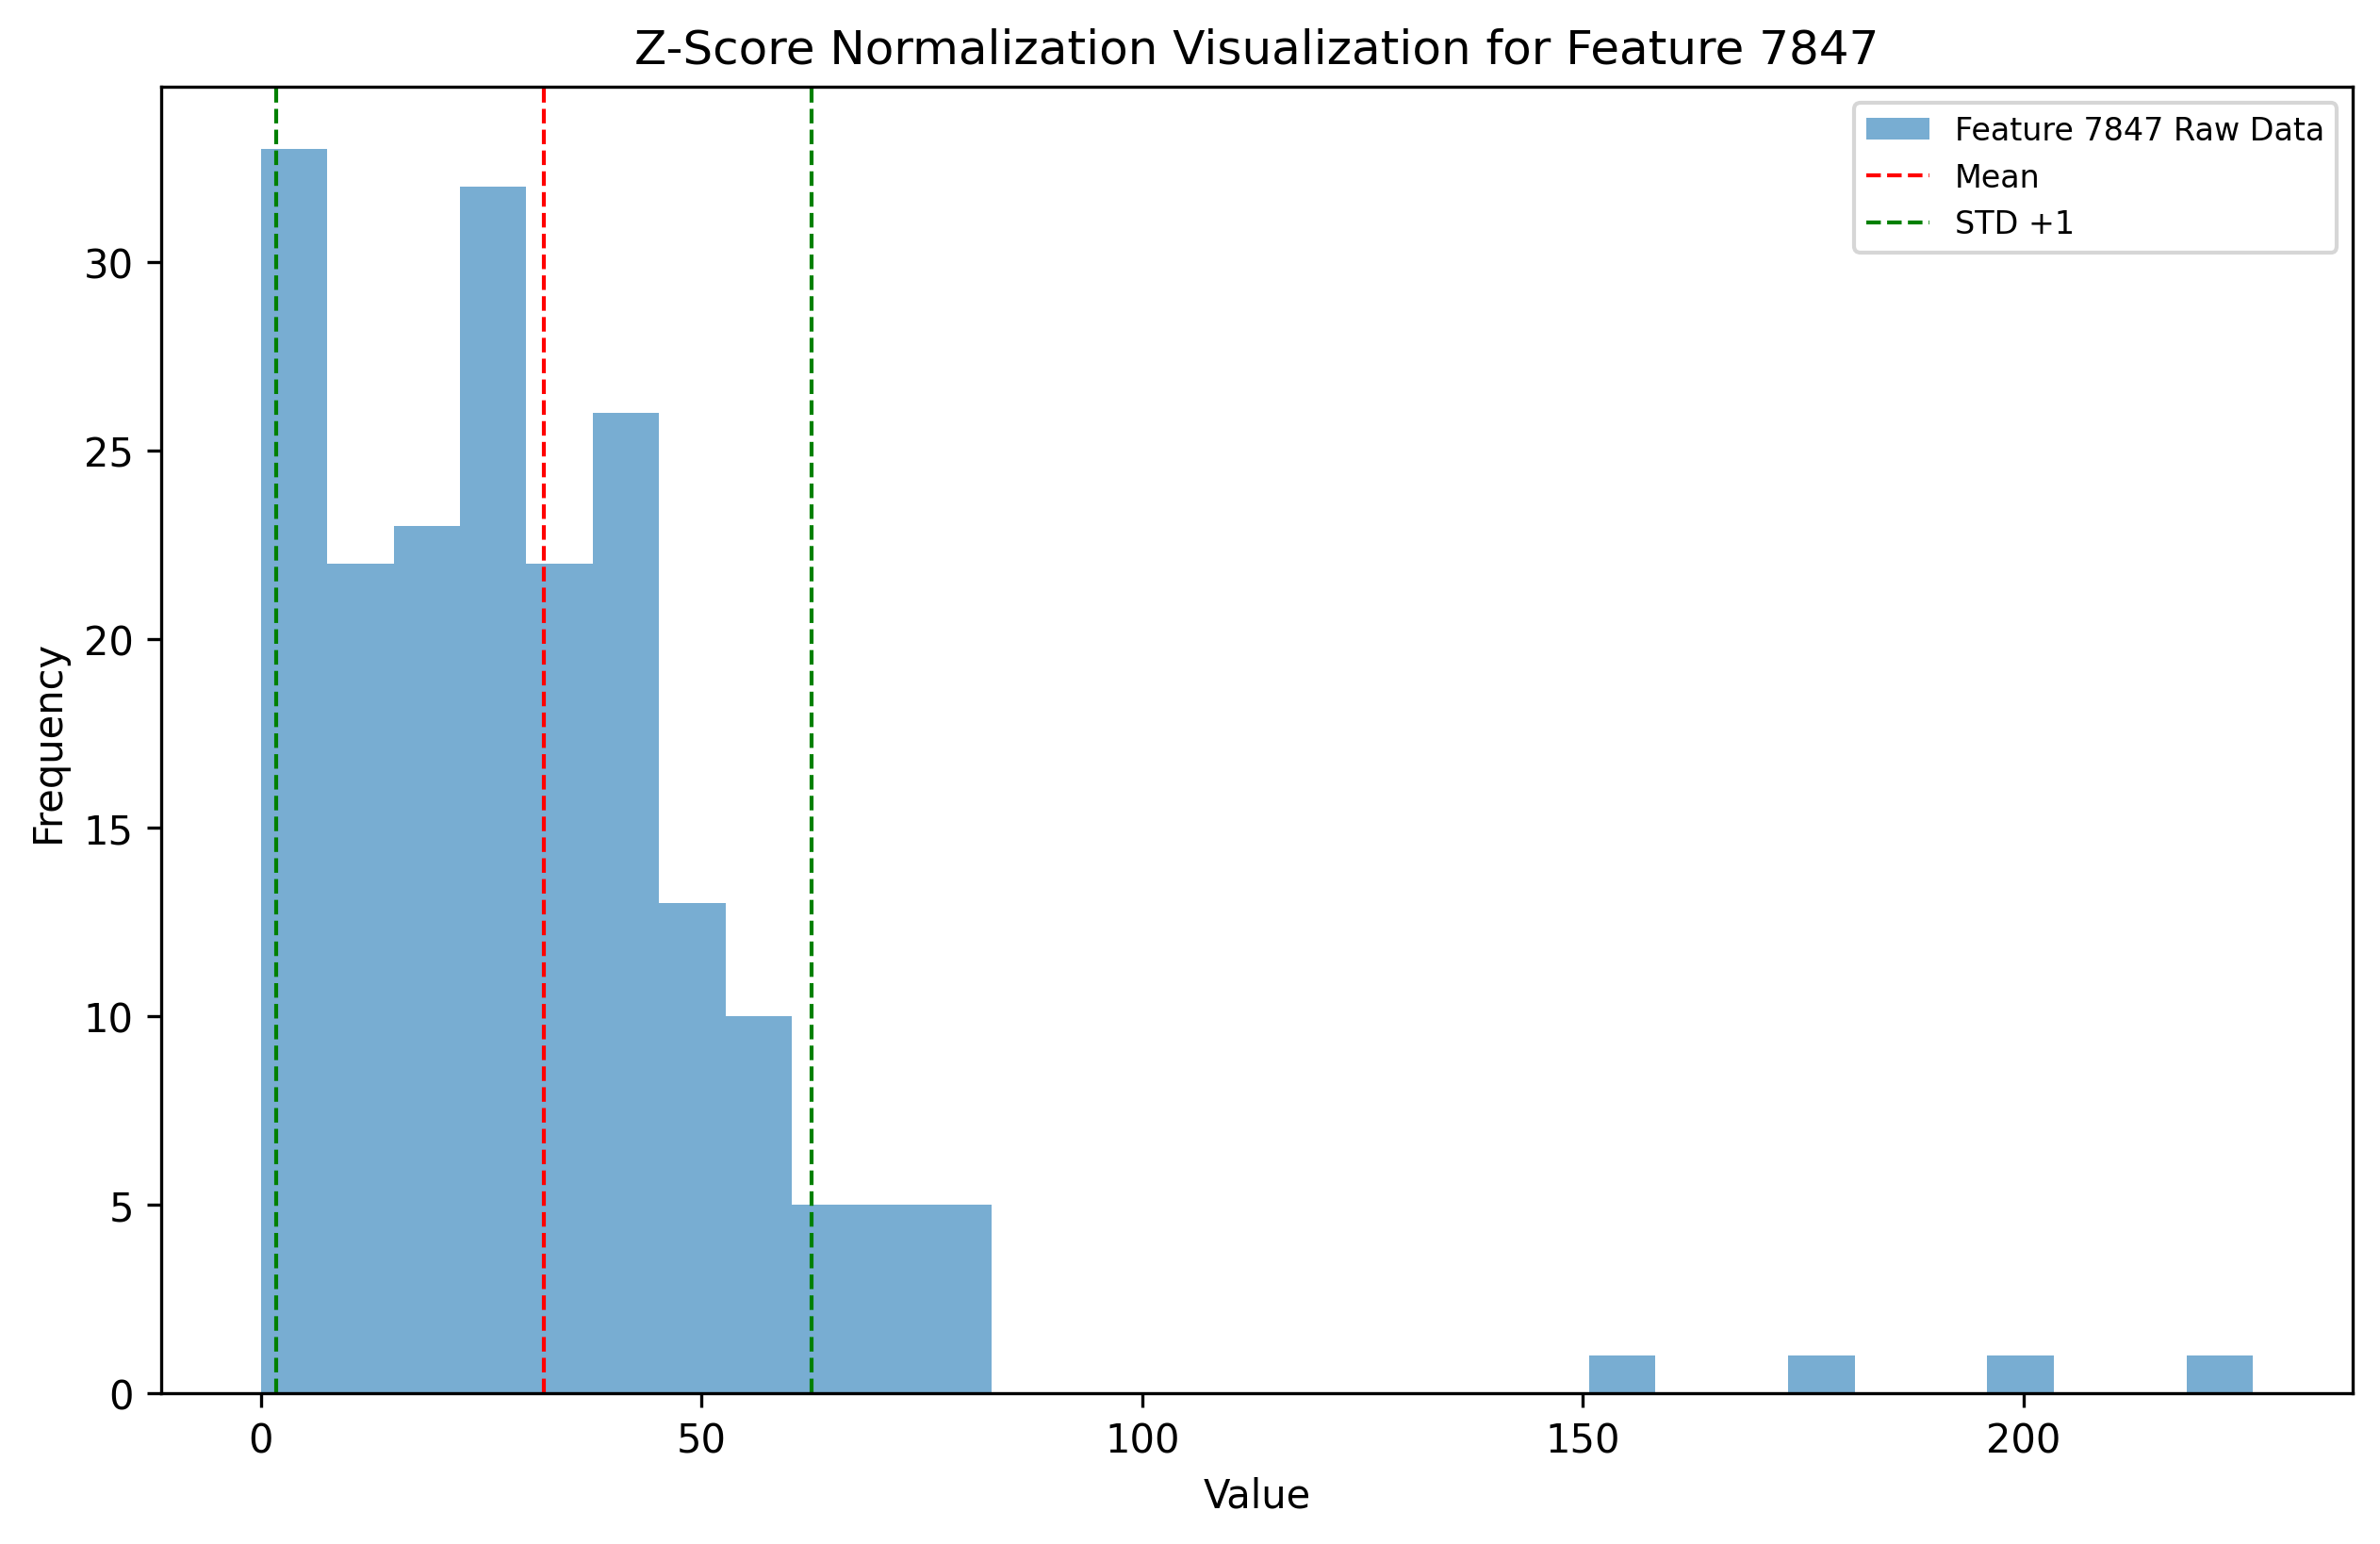 Z-Score Normalization Visualization for Feature 7847
Feature 7847 Raw Data
Mean
STD +1
30
25
20
15
10
5
0
Frequency
0
50
100
150
200
Value